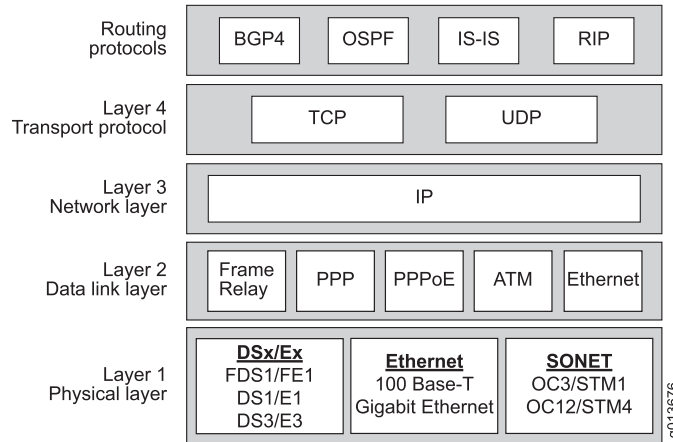 Routing
protocols
BGP4
OSPF
IS-IS
RIP
Layer 4
Transport protocol
TCP
UDP
Layer 3
Network layer
IP
Layer 2
Data link layer
Frame
Relay
PPP
PPPoE
ATM
Ethernet
Layer 1
Physical layer
DSx/Ex
FDS1/FE1
DS1/E1
DS3/E3
Ethernet
100 Base-T
Gigabit Ethernet
SONET
OC3/STM1
OC12/STM4
g013676